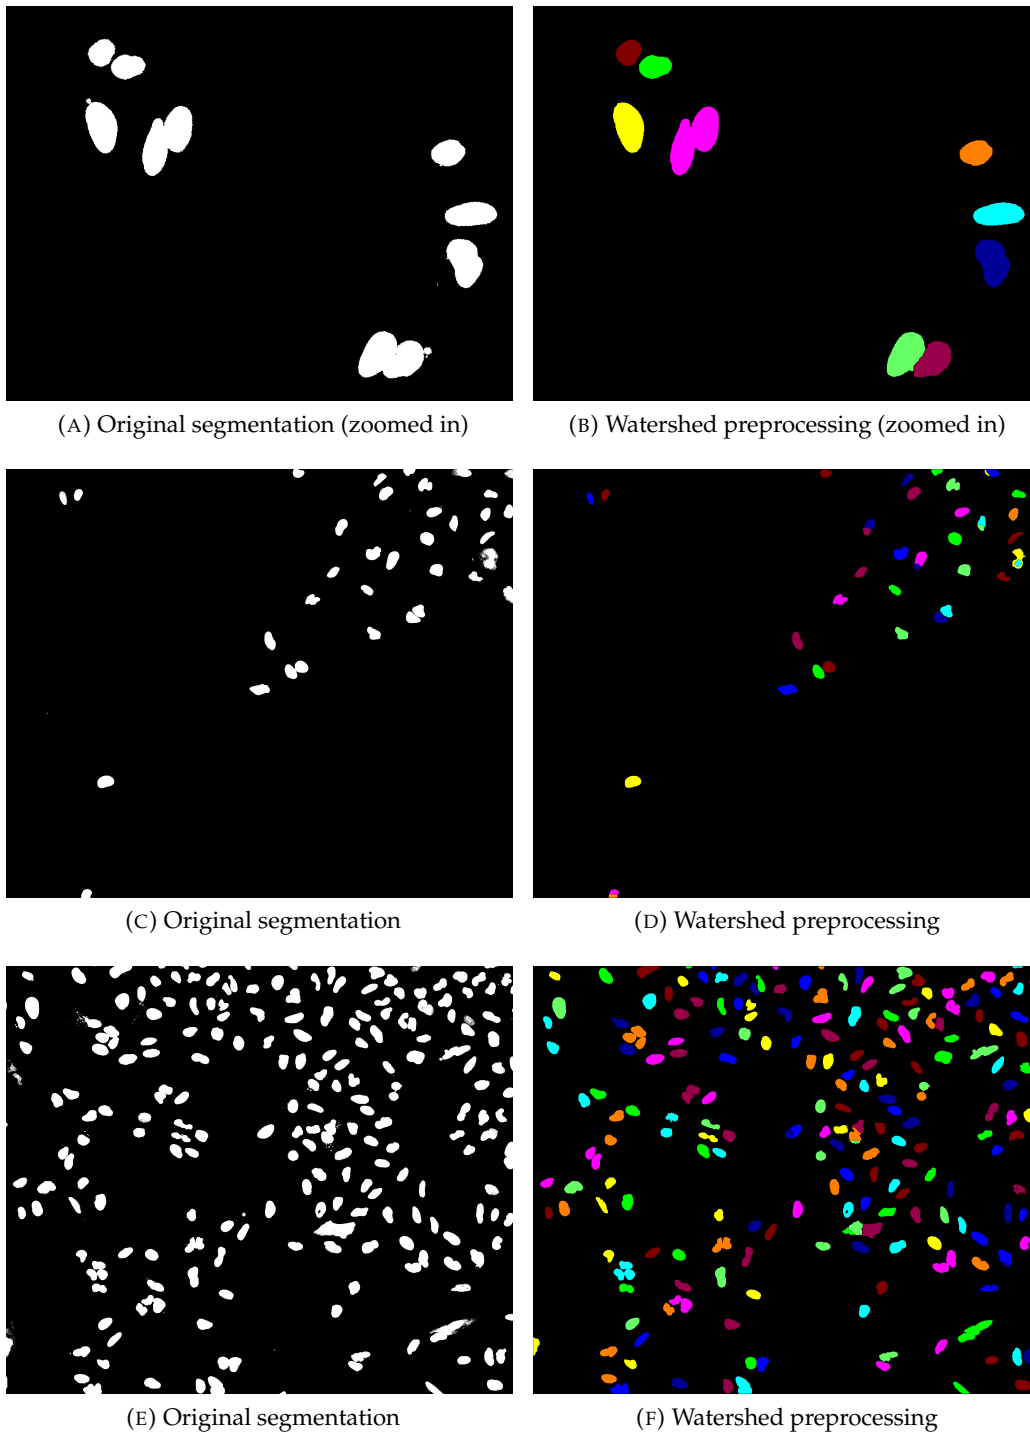 (A) Original segmentation (zoomed in)
(B) Watershed preprocessing (zoomed in)
(C) Original segmentation
(D) Watershed preprocessing
(E) Original segmentation
(F) Watershed preprocessing